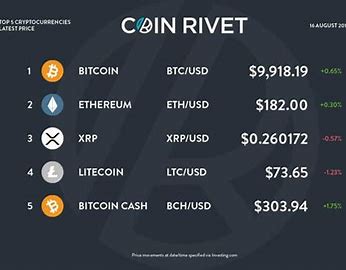 TOP 5 CRYPTOCURRENCIES
LATEST PRICE
COIN RIVET
16 AUGUST
1 BITCOIN BTC/USD $9,918.19 +0.65%
2 ETHEREUM ETH/USD $182.00 +0.30%
3 XRP XRP/USD $0.260172 -0.57%
4 LITECOIN LTC/USD $73.65 -1.23%
5 BITCOIN CASH BCH/USD $303.94 +1.75%
Price movements at date/time specified via Investing.com